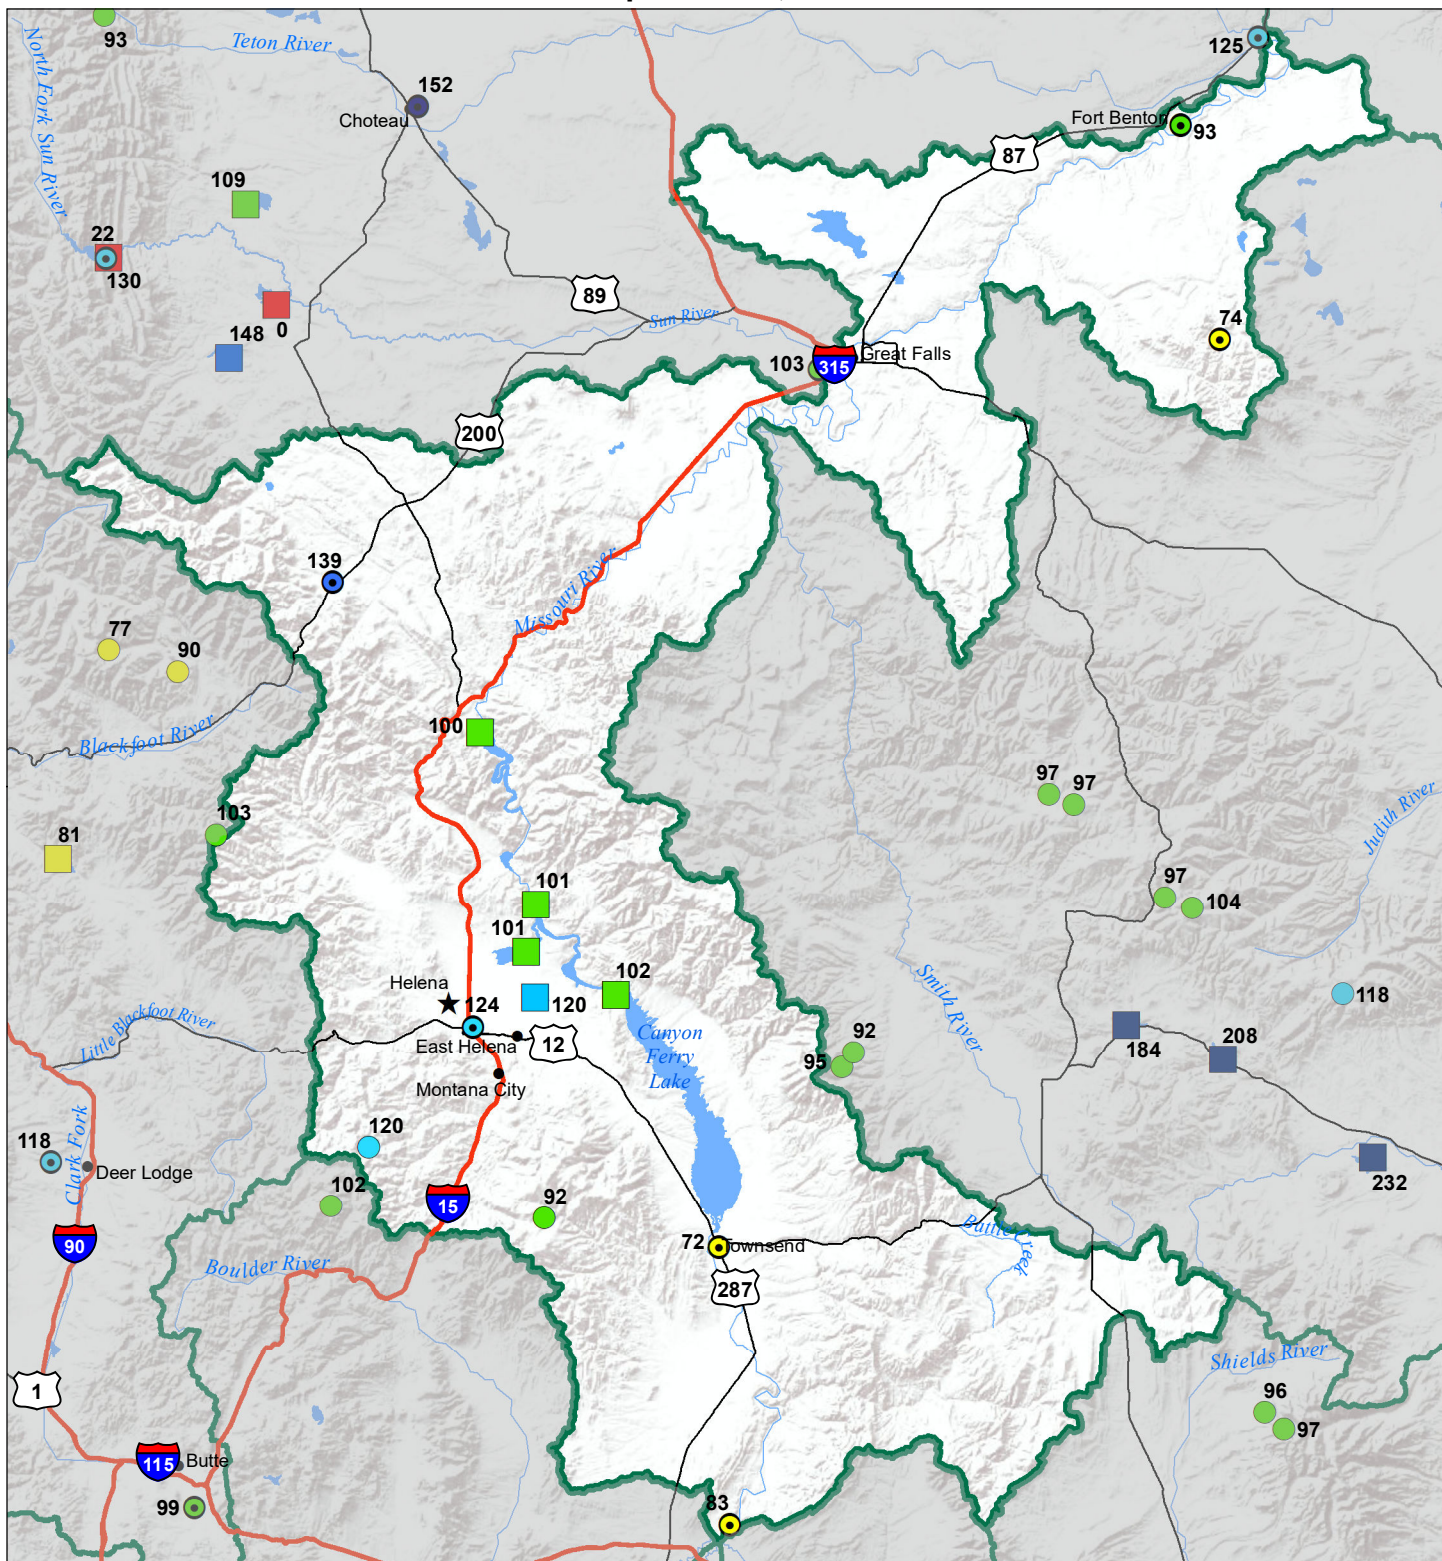 93
Teton River
125
North Fork Sun River
152
Choteau
Fort Benton
93
87
109
22
130
89
0
148
Sun River
74
103
315
Great Falls
200
139
Missouri River
77
90
Blackfoot River
100
97
97
Judith River
103
81
101
97
104
101
Helena
102
Smith River
118
124
120
Little Blackfoot River
East Helena
12
Canyon
Ferry
Lake
92
95
184
208
Montana City
120
118
Clark Fork
Deer Lodge
232
102
15
92
90
72
Townsend
Battle Creek
Boulder River
287
Shields River
1
96
97
115
Butte
99
83